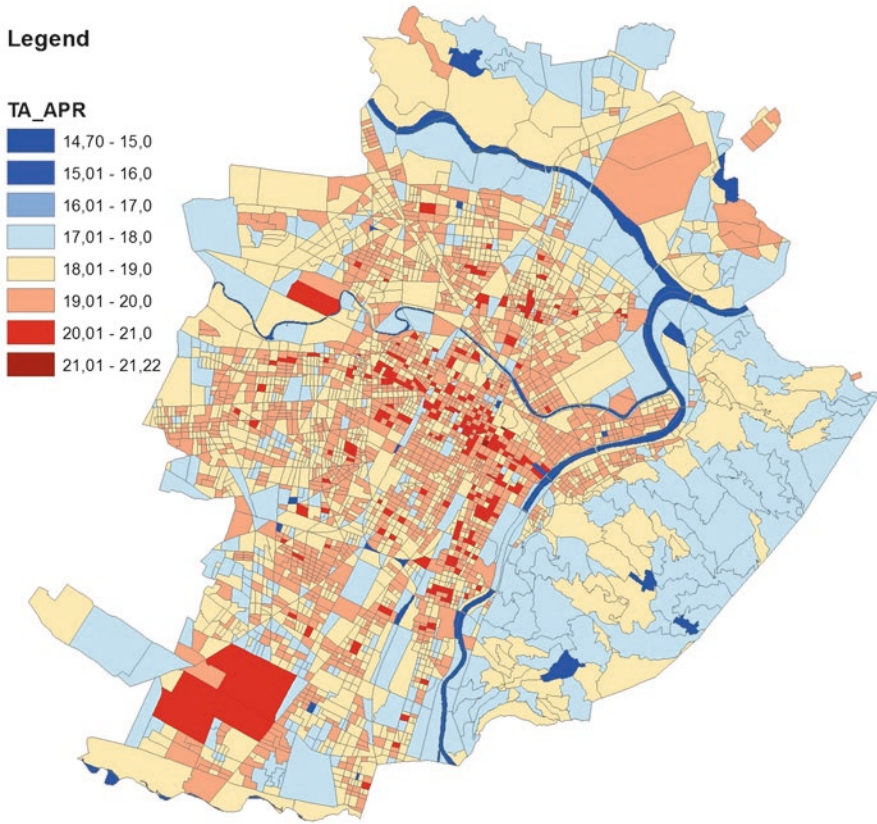 Legend
TA_APR
14,70 - 15,0
15,01 - 16,0
16,01 - 17,0
17,01 - 18,0
18,01 - 19,0
19,01 - 20,0
20,01 - 21,0
21,01 - 21,22